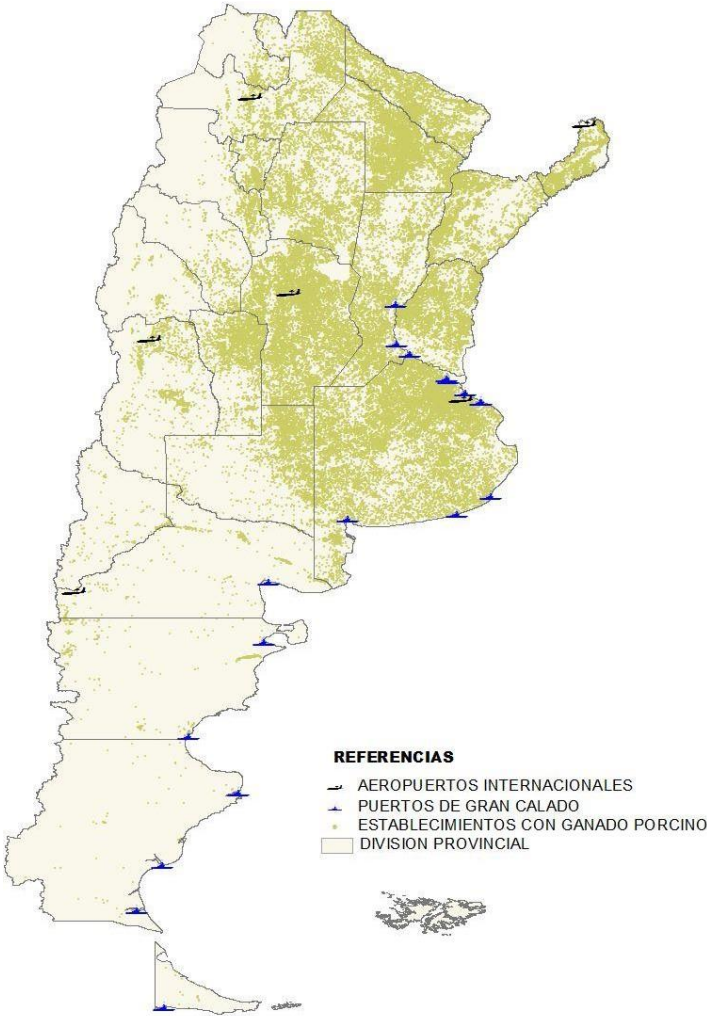 REFERENCIAS
AEROPUERTOS INTERNACIONALES
PUERTOS DE GRAN CALADO
ESTABLECIMIENTOS CON GANADO PORCINO
DIVISION PROVINCIAL